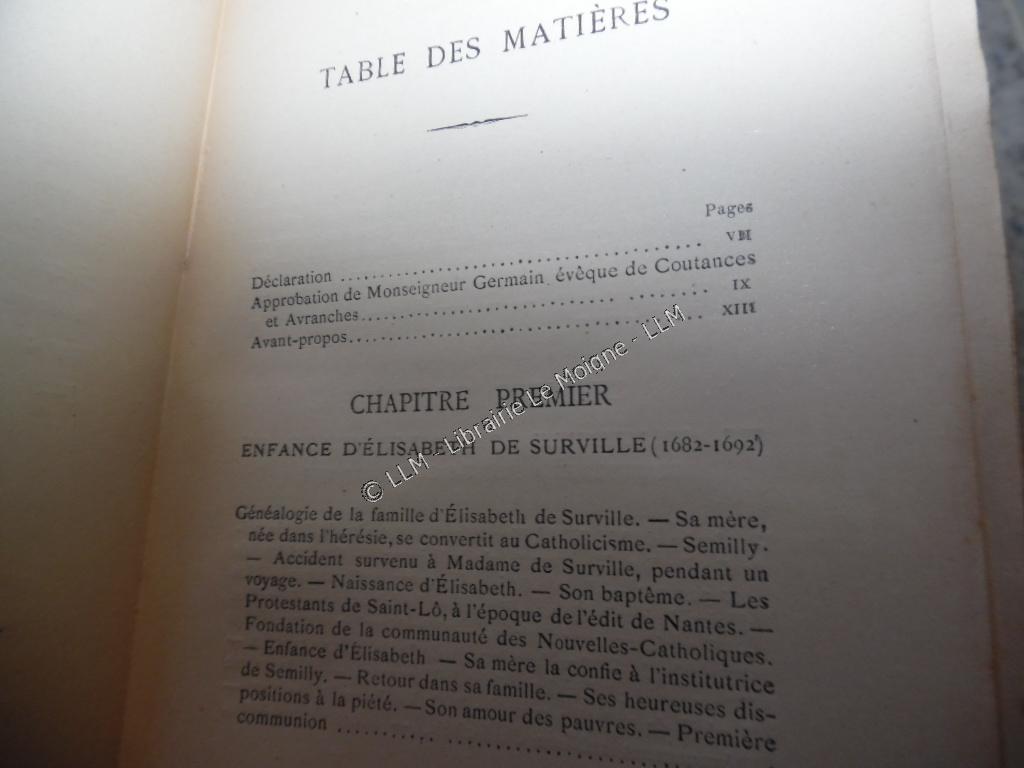 TABLE DES MATIÈRES
Pages
Déclaration ........ VII
Approbation de Monseigneur Germain, évèque de Coutances
et Avranches ........ IX
Avant-propos ........ XIII
CHAPITRE PREMIER
ENFANCE D'ÉLISABETH DE SURVILLE (1682-1692)
Généalogie de la famille d'Élisabeth de Surville. — Sa mère,
née dans l'hérésie, se convertit au Catholicisme. — Semilly.
— Accident survenu à Madame de Surville, pendant un
voyage. — Naissance d'Élisabeth. — Son baptême. — Les
Protestants de Saint-Lô, à l'époque de l'édit de Nantes. —
Fondation de la communauté des Nouvelles-Catholiques.
— Enfance d'Élisabeth — Sa mère la confie à l'institutrice
de Semilly. — Retour dans sa famille. — Ses heureuses dis-
positions à la piété. — Son amour des pauvres. — Première
communion ........
© LLM - Librairie Le Moigne - LLM